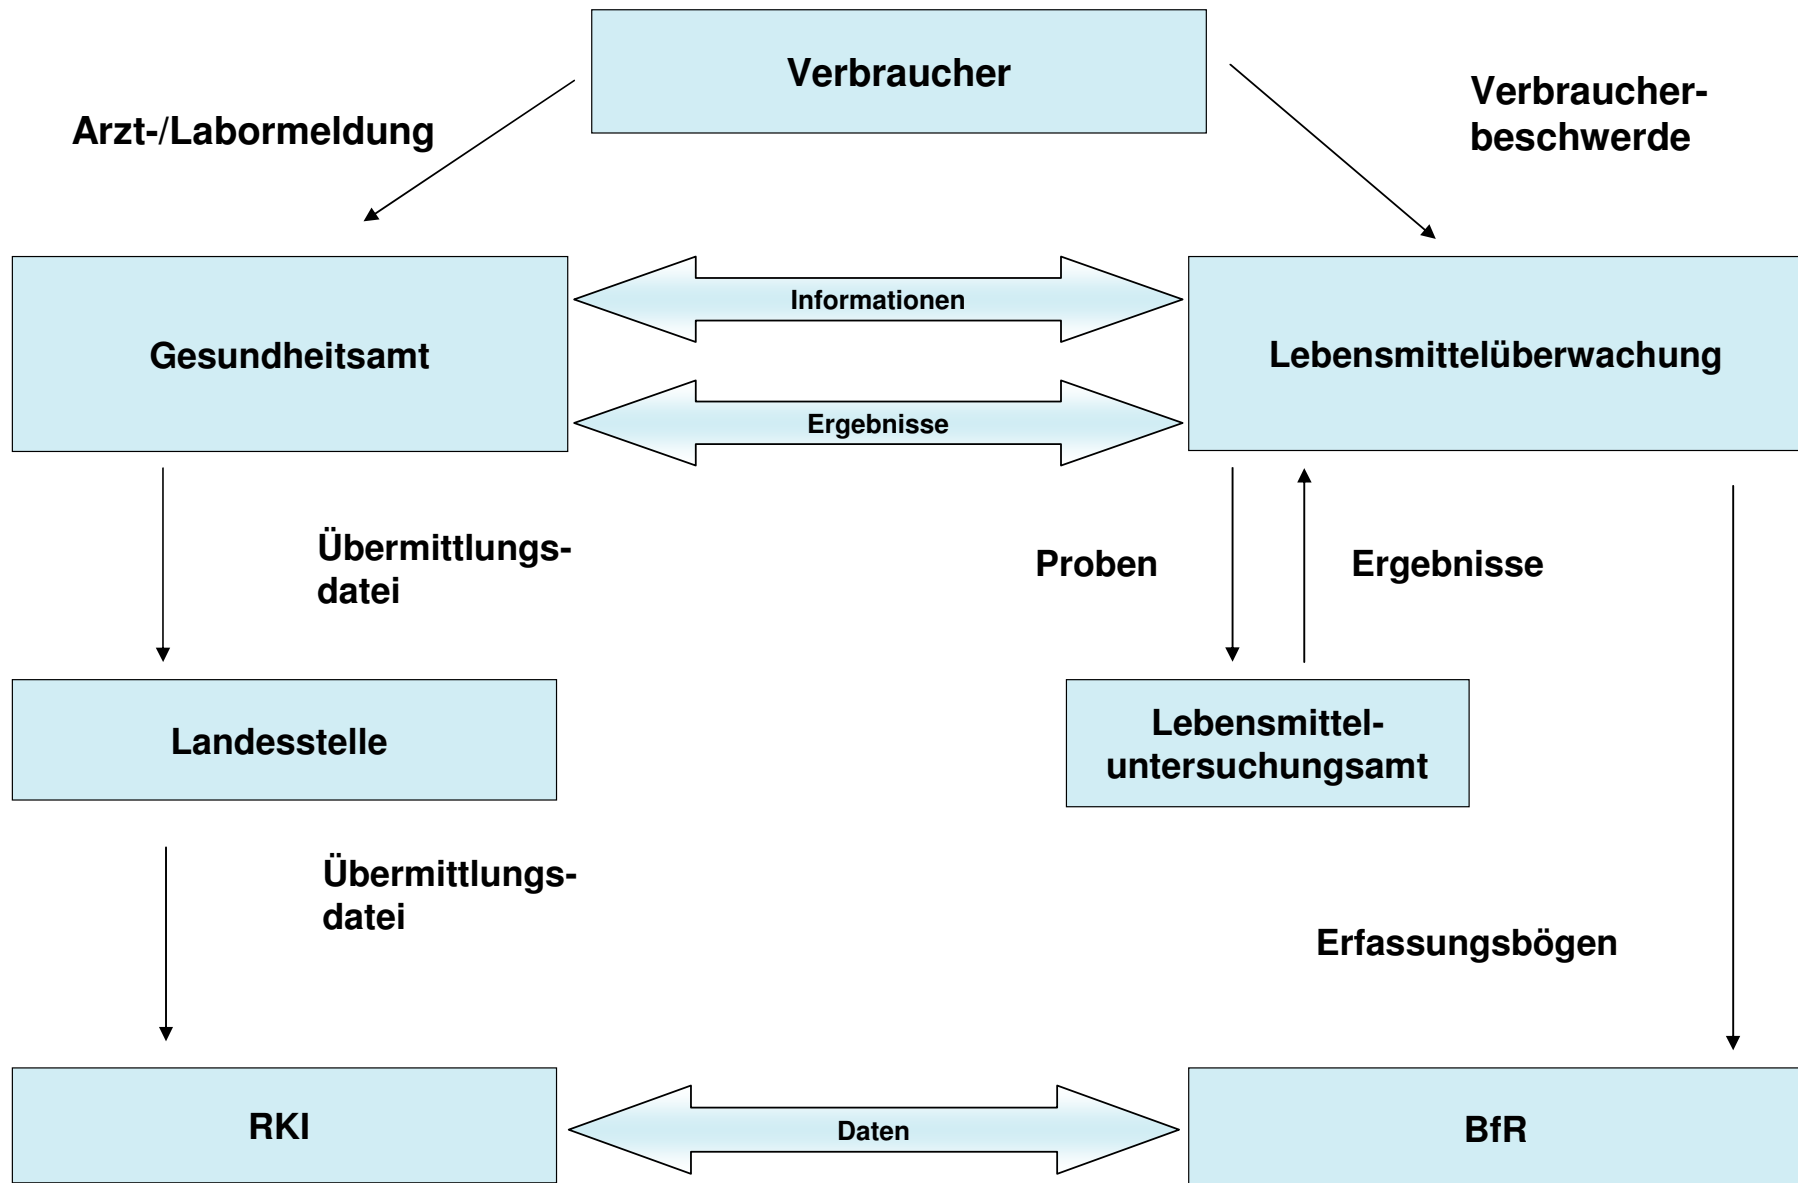 Verbraucher
Arzt-/Labormeldung
Verbraucher-
beschwerde
Informationen
Gesundheitsamt
Lebensmittelüberwachung
Ergebnisse
Übermittlungs-
datei
Proben
Ergebnisse
Landesstelle
Lebensmittel-
untersuchungsamt
Übermittlungs-
datei
Erfassungsbögen
RKI
Daten
BfR